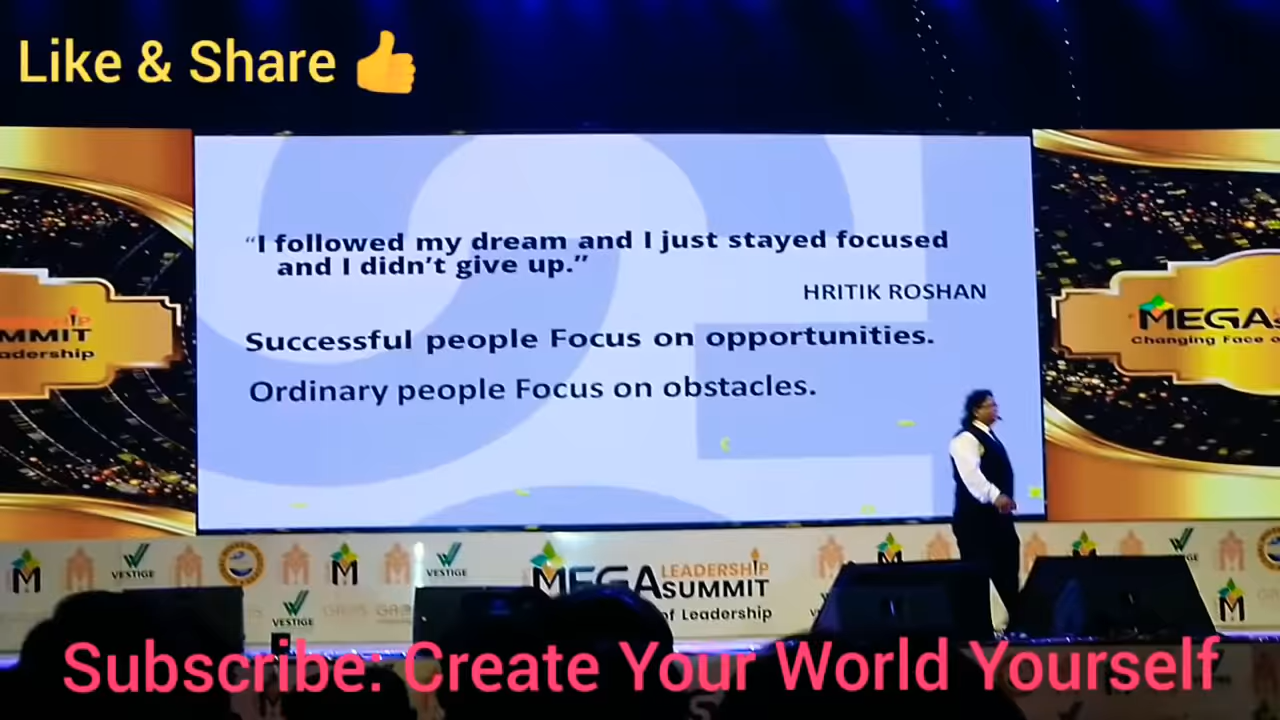 Like & Share 👍
“I followed my dream and I just stayed focused
and I didn’t give up.”
HRITIK ROSHAN
Successful people Focus on opportunities.
Ordinary people Focus on obstacles.
MMIT
adership
MEGA
Changing Face o
VESTIGE
VESTIGE
VESTIGE
MEGA LEADERSHIP
SUMMIT
of Leadership
Subscribe: Create Your World Yourself